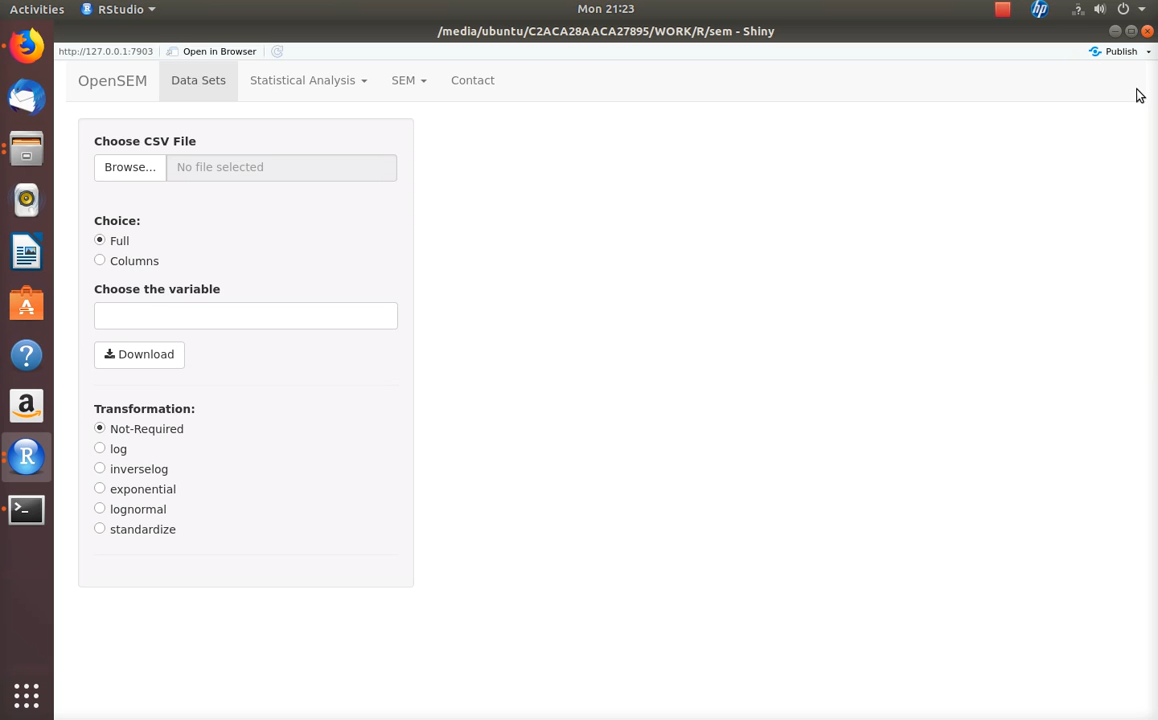 Activities RStudio Mon 21:23
/media/ubuntu/C2ACA28AACA27895/WORK/R/sem - Shiny
http://127.0.0.1:7903 Open in Browser Publish
OpenSEM Data Sets Statistical Analysis SEM Contact
Choose CSV File
Browse... No file selected
Choice:
Full
Columns
Choose the variable
Download
Transformation:
Not-Required
log
inverselog
exponential
lognormal
standardize